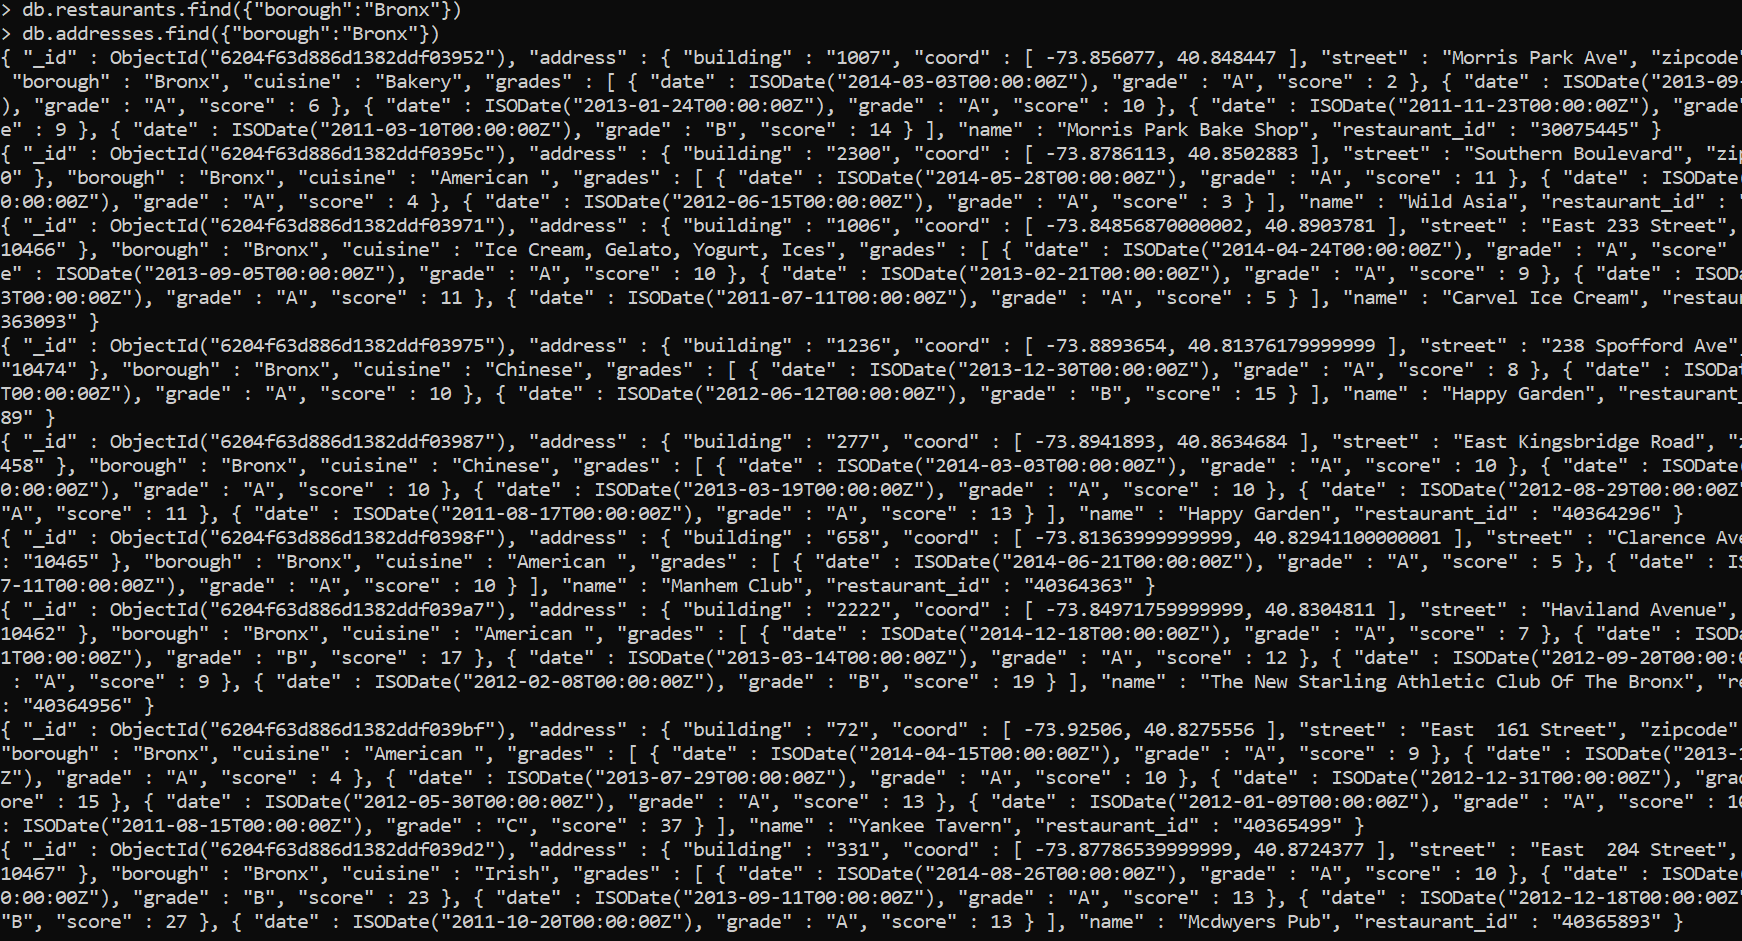 > db.restaurants.find({"borough":"Bronx"})
> db.addresses.find({"borough":"Bronx"})
{ "_id" : ObjectId("6204f63d886d1382ddf03952"), "address" : { "building" : "1007", "coord" : [ -73.856077, 40.848447 ], "street" : "Morris Park Ave", "zipcode"
"borough" : "Bronx", "cuisine" : "Bakery", "grades" : [ { "date" : ISODate("2014-03-03T00:00:00Z"), "grade" : "A", "score" : 2 }, { "date" : ISODate("2013-09-
), "grade" : "A", "score" : 6 }, { "date" : ISODate("2013-01-24T00:00:00Z"), "grade" : "A", "score" : 10 }, { "date" : ISODate("2011-11-23T00:00:00Z"), "grade"
e" : 9 }, { "date" : ISODate("2011-03-10T00:00:00Z"), "grade" : "B", "score" : 14 } ], "name" : "Morris Park Bake Shop", "restaurant_id" : "30075445" }
{ "_id" : ObjectId("6204f63d886d1382ddf0395c"), "address" : { "building" : "2300", "coord" : [ -73.8786113, 40.8502883 ], "street" : "Southern Boulevard", "zip
0" }, "borough" : "Bronx", "cuisine" : "American ", "grades" : [ { "date" : ISODate("2014-05-28T00:00:00Z"), "grade" : "A", "score" : 11 }, { "date" : ISODate(
0:00:00Z"), "grade" : "A", "score" : 4 }, { "date" : ISODate("2012-06-15T00:00:00Z"), "grade" : "A", "score" : 3 } ], "name" : "Wild Asia", "restaurant_id" : "
{ "_id" : ObjectId("6204f63d886d1382ddf03971"), "address" : { "building" : "1006", "coord" : [ -73.84856870000002, 40.8903781 ], "street" : "East 233 Street",
10466" }, "borough" : "Bronx", "cuisine" : "Ice Cream, Gelato, Yogurt, Ices", "grades" : [ { "date" : ISODate("2014-04-24T00:00:00Z"), "grade" : "A", "score"
e" : ISODate("2013-09-05T00:00:00Z"), "grade" : "A", "score" : 10 }, { "date" : ISODate("2013-02-21T00:00:00Z"), "grade" : "A", "score" : 9 }, { "date" : ISODa
3T00:00:00Z"), "grade" : "A", "score" : 11 }, { "date" : ISODate("2011-07-11T00:00:00Z"), "grade" : "A", "score" : 5 } ], "name" : "Carvel Ice Cream", "restaur
363093" }
{ "_id" : ObjectId("6204f63d886d1382ddf03975"), "address" : { "building" : "1236", "coord" : [ -73.8893654, 40.81376179999999 ], "street" : "238 Spofford Ave",
"10474" }, "borough" : "Bronx", "cuisine" : "Chinese", "grades" : [ { "date" : ISODate("2013-12-30T00:00:00Z"), "grade" : "A", "score" : 8 }, { "date" : ISODat
T00:00:00Z"), "grade" : "A", "score" : 10 }, { "date" : ISODate("2012-06-12T00:00:00Z"), "grade" : "B", "score" : 15 } ], "name" : "Happy Garden", "restaurant_
89" }
{ "_id" : ObjectId("6204f63d886d1382ddf03987"), "address" : { "building" : "277", "coord" : [ -73.8941893, 40.8634684 ], "street" : "East Kingsbridge Road", "z
458" }, "borough" : "Bronx", "cuisine" : "Chinese", "grades" : [ { "date" : ISODate("2014-03-03T00:00:00Z"), "grade" : "A", "score" : 10 }, { "date" : ISODate(
0:00:00Z"), "grade" : "A", "score" : 10 }, { "date" : ISODate("2013-03-19T00:00:00Z"), "grade" : "A", "score" : 10 }, { "date" : ISODate("2012-08-29T00:00:00Z"
"A", "score" : 11 }, { "date" : ISODate("2011-08-17T00:00:00Z"), "grade" : "A", "score" : 13 } ], "name" : "Happy Garden", "restaurant_id" : "40364296" }
{ "_id" : ObjectId("6204f63d886d1382ddf0398f"), "address" : { "building" : "658", "coord" : [ -73.81363999999999, 40.82941100000001 ], "street" : "Clarence Ave
: "10465" }, "borough" : "Bronx", "cuisine" : "American ", "grades" : [ { "date" : ISODate("2014-06-21T00:00:00Z"), "grade" : "A", "score" : 5 }, { "date" : IS
7-11T00:00:00Z"), "grade" : "A", "score" : 10 } ], "name" : "Manhem Club", "restaurant_id" : "40364363" }
{ "_id" : ObjectId("6204f63d886d1382ddf039a7"), "address" : { "building" : "2222", "coord" : [ -73.84971759999999, 40.8304811 ], "street" : "Haviland Avenue",
10462" }, "borough" : "Bronx", "cuisine" : "American ", "grades" : [ { "date" : ISODate("2014-12-18T00:00:00Z"), "grade" : "A", "score" : 7 }, { "date" : ISODa
1T00:00:00Z"), "grade" : "B", "score" : 17 }, { "date" : ISODate("2013-03-14T00:00:00Z"), "grade" : "A", "score" : 12 }, { "date" : ISODate("2012-09-20T00:00:0
: "A", "score" : 9 }, { "date" : ISODate("2012-02-08T00:00:00Z"), "grade" : "B", "score" : 19 } ], "name" : "The New Starling Athletic Club Of The Bronx", "re
: "40364956" }
{ "_id" : ObjectId("6204f63d886d1382ddf039bf"), "address" : { "building" : "72", "coord" : [ -73.92506, 40.8275556 ], "street" : "East  161 Street", "zipcode"
"borough" : "Bronx", "cuisine" : "American ", "grades" : [ { "date" : ISODate("2014-04-15T00:00:00Z"), "grade" : "A", "score" : 9 }, { "date" : ISODate("2013-1
Z"), "grade" : "A", "score" : 4 }, { "date" : ISODate("2013-07-29T00:00:00Z"), "grade" : "A", "score" : 10 }, { "date" : ISODate("2012-12-31T00:00:00Z"), "grad
ore" : 15 }, { "date" : ISODate("2012-05-30T00:00:00Z"), "grade" : "A", "score" : 13 }, { "date" : ISODate("2012-01-09T00:00:00Z"), "grade" : "A", "score" : 10
: ISODate("2011-08-15T00:00:00Z"), "grade" : "C", "score" : 37 } ], "name" : "Yankee Tavern", "restaurant_id" : "40365499" }
{ "_id" : ObjectId("6204f63d886d1382ddf039d2"), "address" : { "building" : "331", "coord" : [ -73.87786539999999, 40.8724377 ], "street" : "East  204 Street",
10467" }, "borough" : "Bronx", "cuisine" : "Irish", "grades" : [ { "date" : ISODate("2014-08-26T00:00:00Z"), "grade" : "A", "score" : 10 }, { "date" : ISODate(
0:00:00Z"), "grade" : "B", "score" : 23 }, { "date" : ISODate("2013-09-11T00:00:00Z"), "grade" : "A", "score" : 13 }, { "date" : ISODate("2012-12-18T00:00:00Z"
"B", "score" : 27 }, { "date" : ISODate("2011-10-20T00:00:00Z"), "grade" : "A", "score" : 13 } ], "name" : "Mcdwyers Pub", "restaurant_id" : "40365893" }